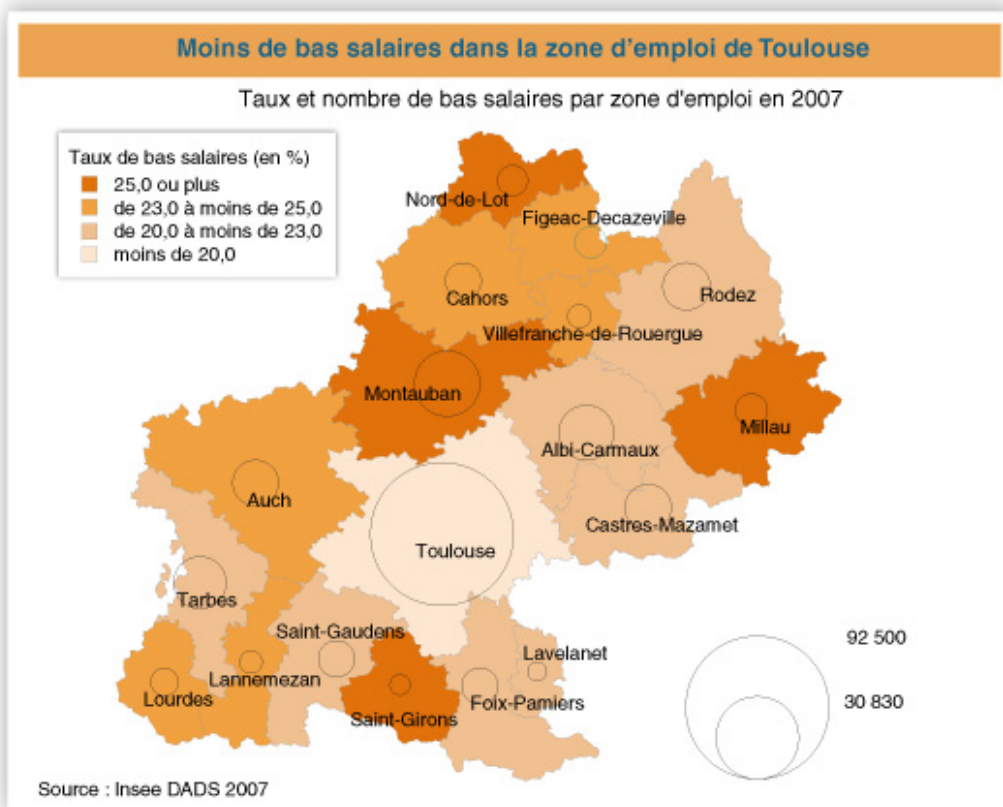 Moins de bas salaires dans la zone d'emploi de Toulouse
Taux et nombre de bas salaires par zone d'emploi en 2007
Taux de bas salaires (en %)
25,0 ou plus
de 23,0 à moins de 25,0
de 20,0 à moins de 23,0
moins de 20,0
Nord-de-Lot
Figeac-Decazeville
Cahors
Rodez
Villefranche-de-Rouergue
Montauban
Millau
Albi-Carmaux
Auch
Castres-Mazamet
Toulouse
Tarbes
Saint-Gaudens
Lavelanet
Lannemezan
Lourdes
Foix-Pamiers
Saint-Girons
92 500
30 830
Source : Insee DADS 2007